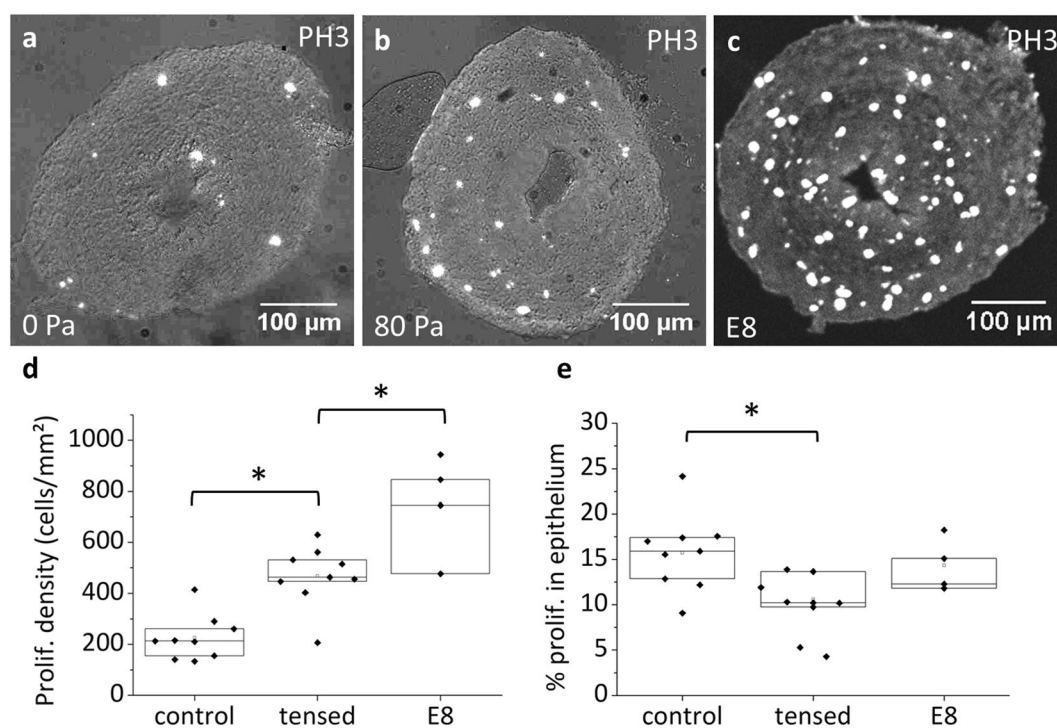 a PH3
0 Pa 100 µm
b PH3
80 Pa 100 µm
c PH3
E8 100 µm
d
Prolif. density (cells/mm²)
1000
800
600
400
200
0
* *
control tensed E8
e
% prolif. in epithelium
30
25
20
15
10
5
0
*
control tensed E8